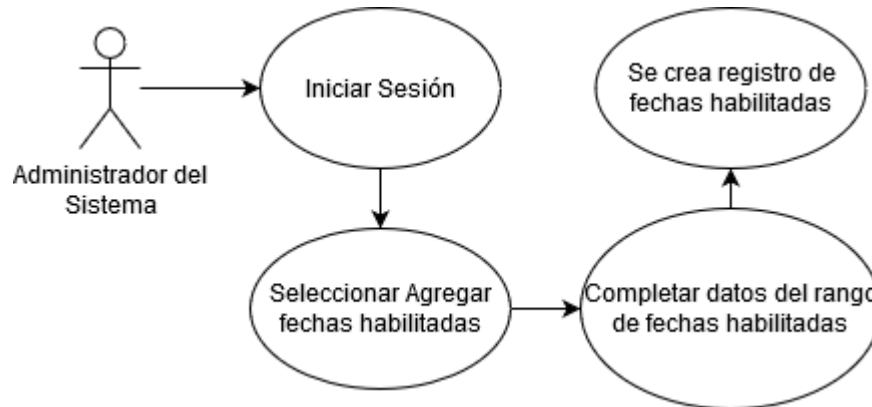 Administrador del
Sistema
Iniciar Sesión
Seleccionar Agregar
fechas habilitadas
Completar datos del rango
de fechas habilitadas
Se crea registro de
fechas habilitadas